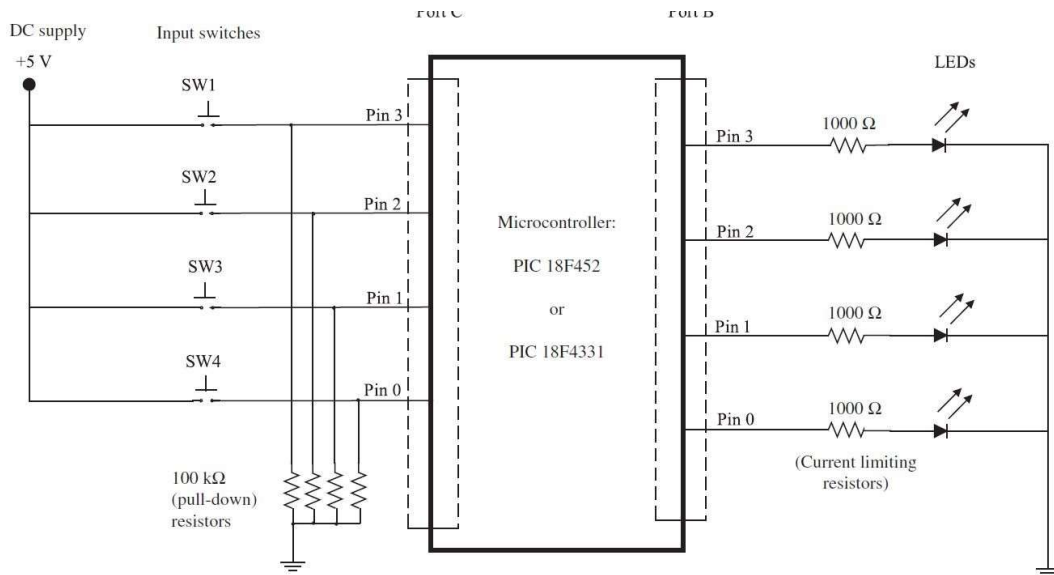 Port C
Port B
DC supply
Input switches
+5 V
LEDs
SW1
Pin 3
SW2
Pin 2
SW3
Pin 1
SW4
Pin 0
100 kΩ
(pull-down)
resistors
Microcontroller:
PIC 18F452
or
PIC 18F4331
Pin 3
1000 Ω
Pin 2
1000 Ω
Pin 1
1000 Ω
Pin 0
1000 Ω
(Current limiting
resistors)